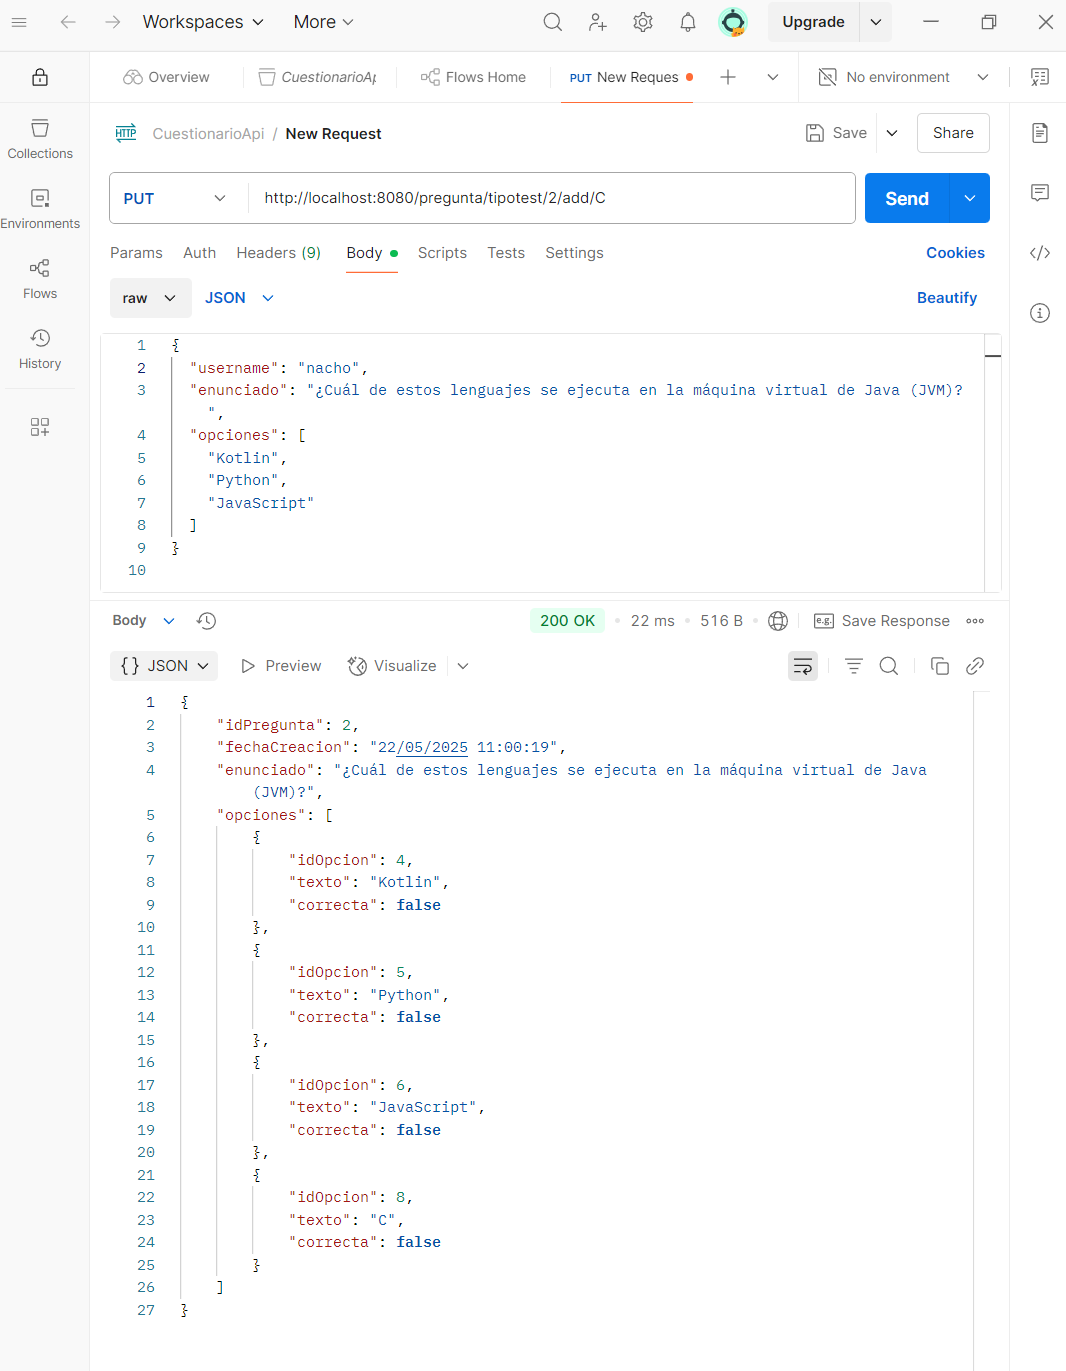 Workspaces More Upgrade
Overview CuestionarioAp Flows Home PUT New Reques No environment
Collections
Environments
Flows
History
HTTP CuestionarioApi / New Request Save Share
PUT http://localhost:8080/pregunta/tipotest/2/add/C Send
Params Auth Headers (9) Body Scripts Tests Settings Cookies
raw JSON Beautify
1 {
2 "username": "nacho",
3 "enunciado": "¿Cuál de estos lenguajes se ejecuta en la máquina virtual de Java (JVM)?
",
4 "opciones": [
5 "Kotlin",
6 "Python",
7 "JavaScript"
8 ]
9 }
10
Body 200 OK 22 ms 516 B e.g. Save Response
{} JSON Preview Visualize
1 {
2 "idPregunta": 2,
3 "fechaCreacion": "22/05/2025 11:00:19",
4 "enunciado": "¿Cuál de estos lenguajes se ejecuta en la máquina virtual de Java
(JVM)?",
5 "opciones": [
6 {
7 "idOpcion": 4,
8 "texto": "Kotlin",
9 "correcta": false
10 },
11 {
12 "idOpcion": 5,
13 "texto": "Python",
14 "correcta": false
15 },
16 {
17 "idOpcion": 6,
18 "texto": "JavaScript",
19 "correcta": false
20 },
21 {
22 "idOpcion": 8,
23 "texto": "C",
24 "correcta": false
25 }
26 ]
27 }